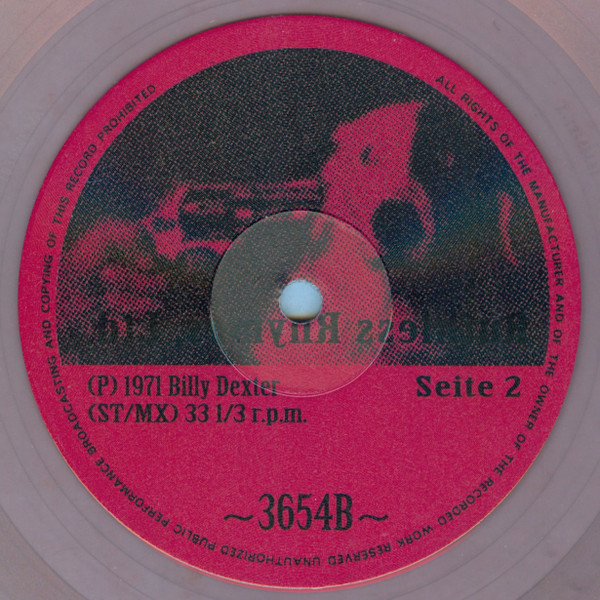 ALL RIGHTS OF THE MANUFACTURER AND OF THE OWNER OF THE RECORDED WORK RESERVED UNAUTHORIZED PUBLIC PERFORMANCE BROADCASTING AND COPYING OF THIS RECORD PROHIBITED
Ruthless
(P) 1971 Billy Dexter
Seite 2
(ST/MX) 33 1/3 r.p.m.
~3654B~